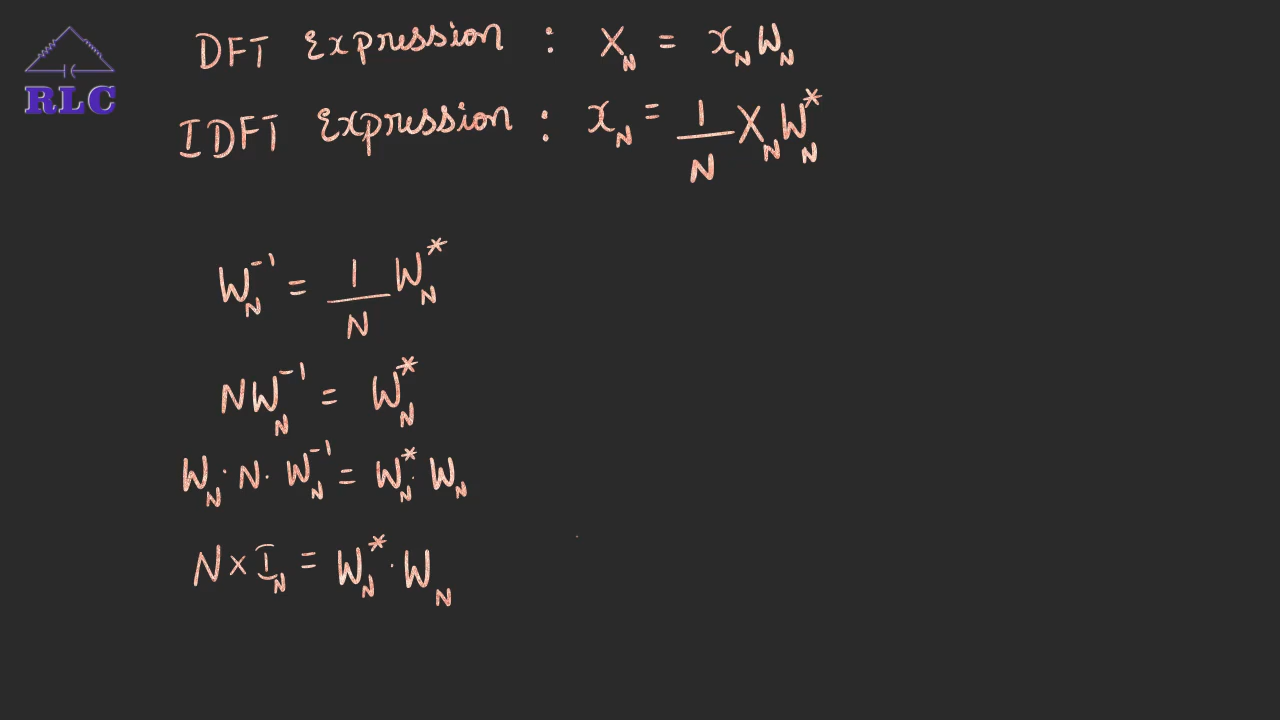 RLC
DFT Expression : X_N = x_N W_N
IDFT Expression : x_N = 1/N X_N W_N^*
W_N^-1 = 1/N W_N^*
N W_N^-1 = W_N^*
W_N · N · W_N^-1 = W_N^* · W_N
N × I_N = W_N^* · W_N